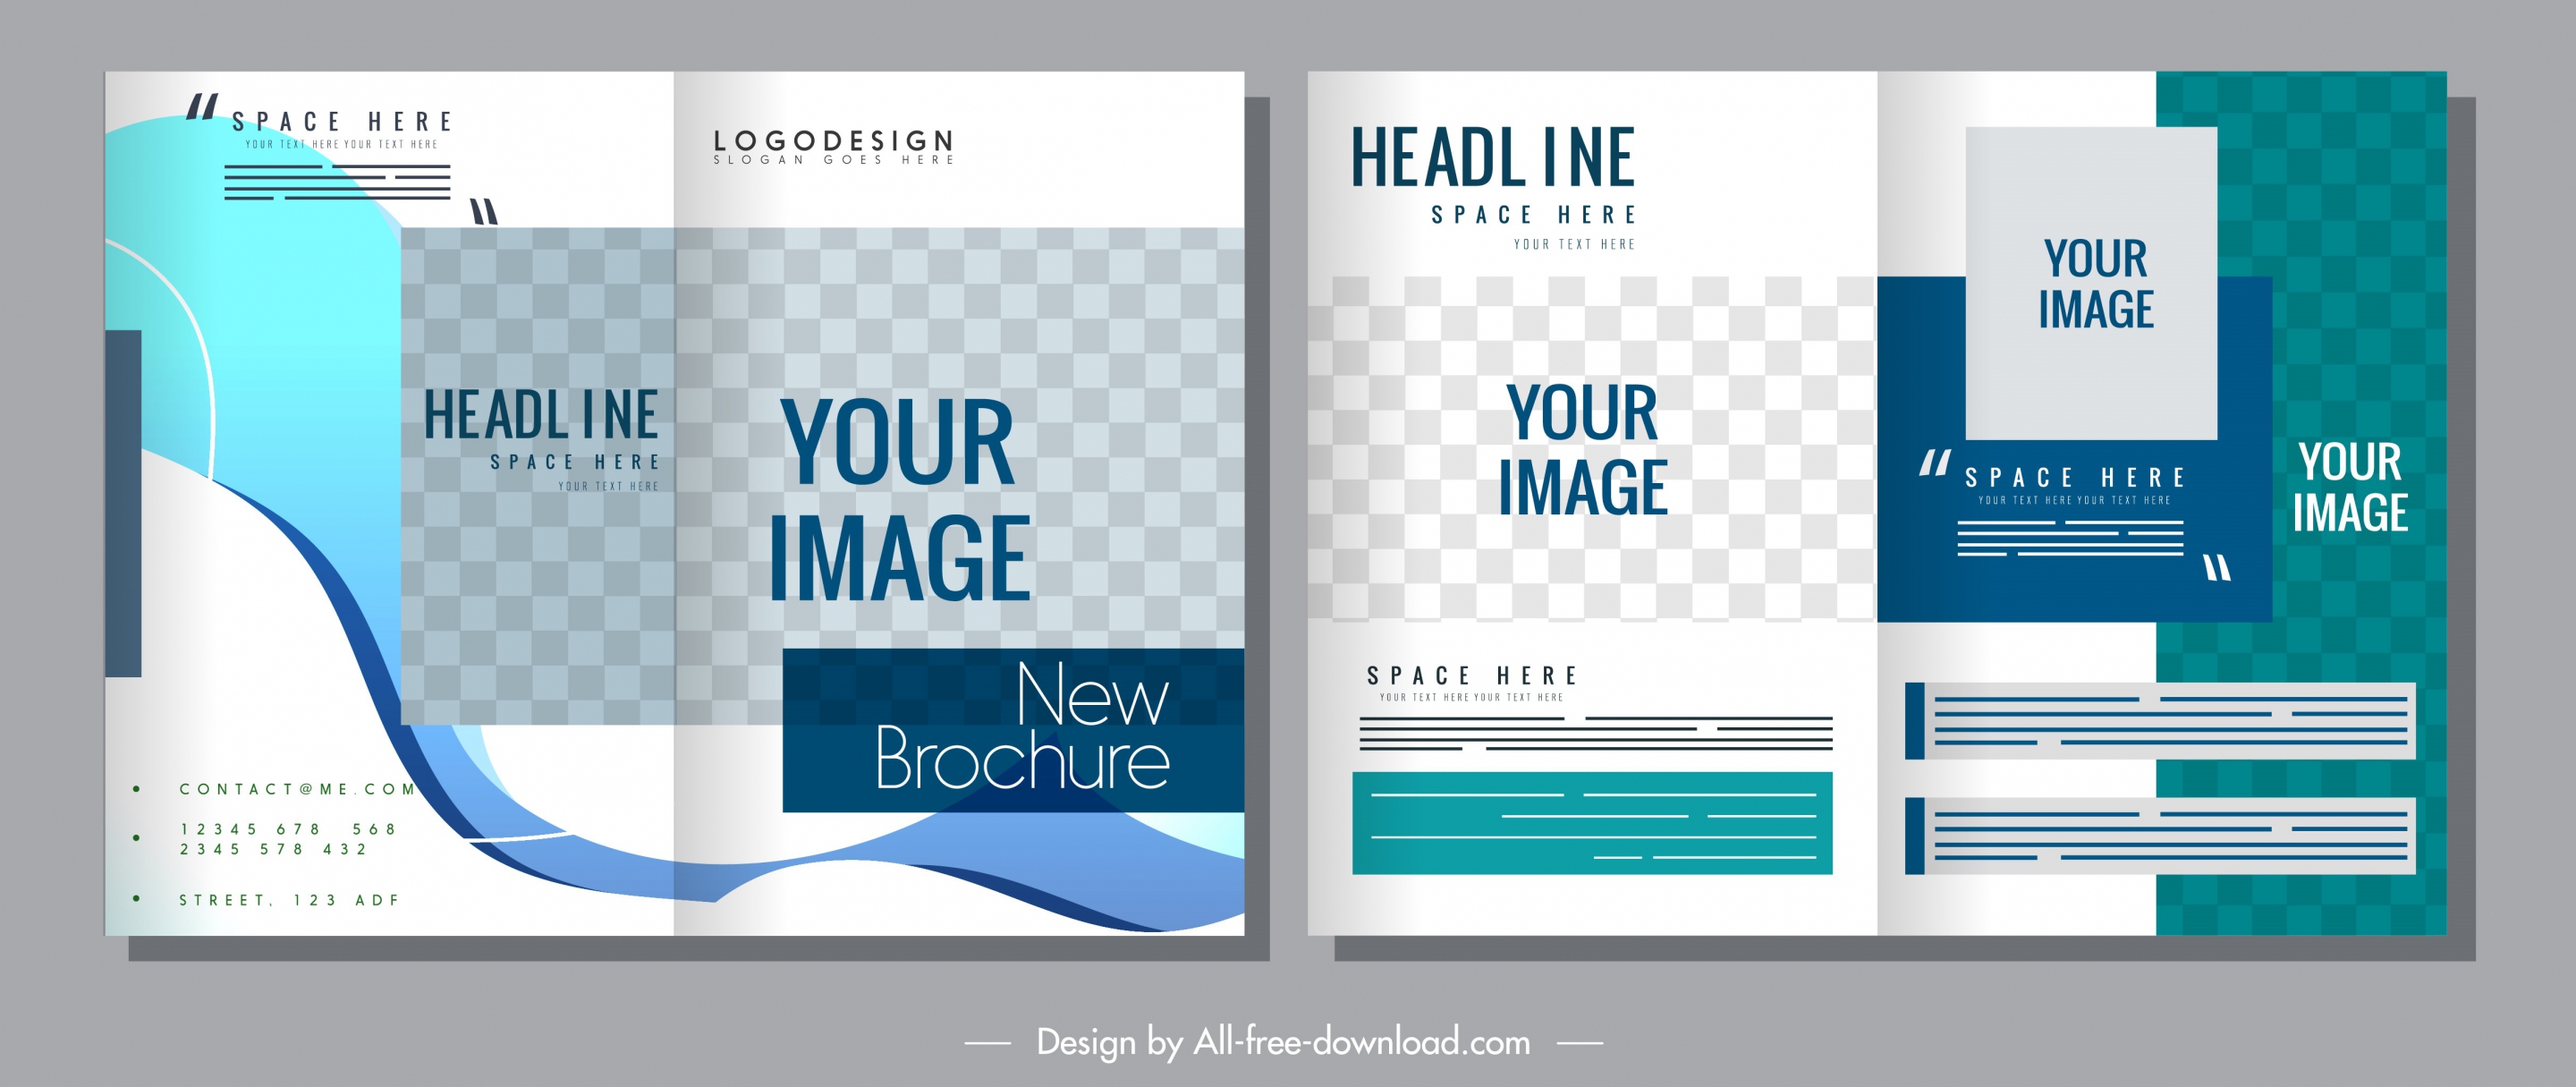 SPACE HERE
YOUR TEXT HERE YOUR TEXT HERE
HEADLINE
SPACE HERE
YOUR TEXT HERE
CONTACT@ME.COM
12345 678 568
2345 578 432
STREET, 123 ADF
LOGODESIGN
SLOGAN GOES HERE
YOUR
IMAGE
New
Brochure
HEADLINE
SPACE HERE
YOUR TEXT HERE
YOUR
IMAGE
SPACE HERE
YOUR TEXT HERE YOUR TEXT HERE
YOUR
IMAGE
SPACE HERE
YOUR TEXT HERE YOUR TEXT HERE
YOUR
IMAGE
Design by All-free-download.com